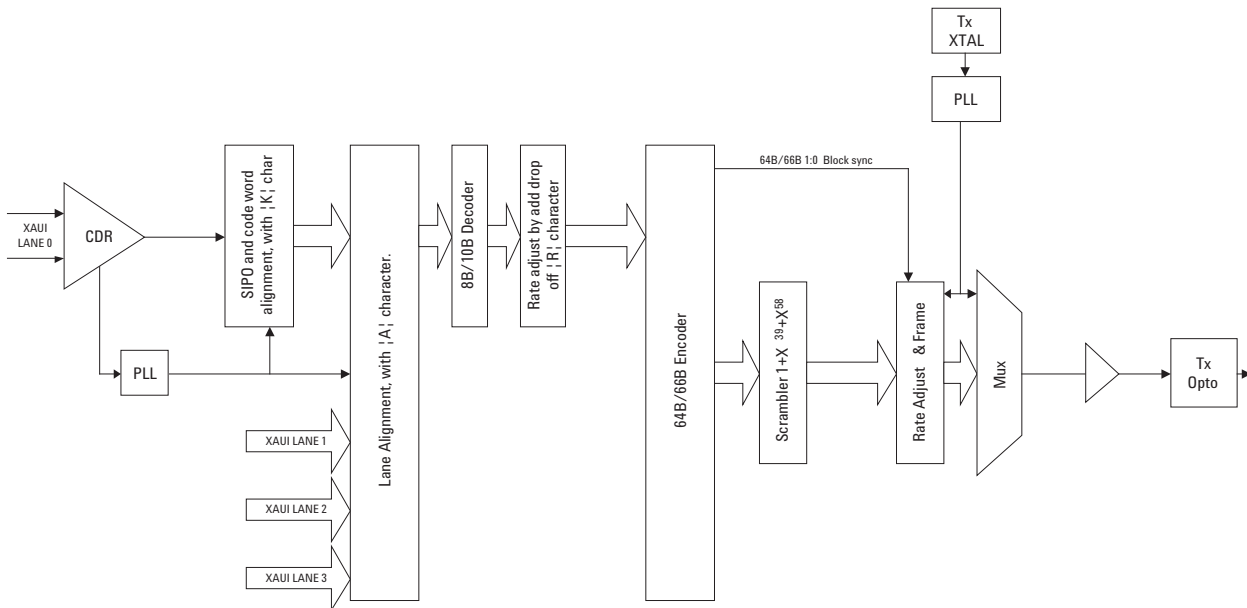 Tx
XTAL
PLL
XAUI
LANE 0
CDR
SIPO and code word
alignment, with ¦K¦ char
PLL
XAUI LANE 1
XAUI LANE 2
XAUI LANE 3
Lane Alignment, with ¦A¦ character.
8B/10B Decoder
Rate adjust by add drop
off ¦R¦ character
64B/66B Encoder
64B/66B 1:0 Block sync
Scrambler 1+X 39+X58
Rate Adjust & Frame
Mux
Tx
Opto